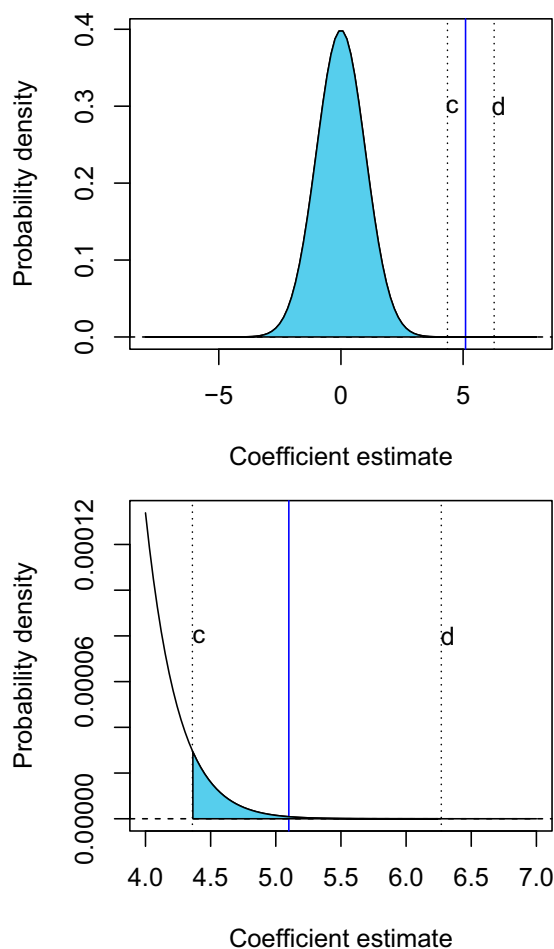 0.4
0.3
0.2
0.1
0.0
Probability density
c
d
−5
0
5
Coefficient estimate
0.00012
0.00006
0.00000
Probability density
c
d
4.0
4.5
5.0
5.5
6.0
6.5
7.0
Coefficient estimate